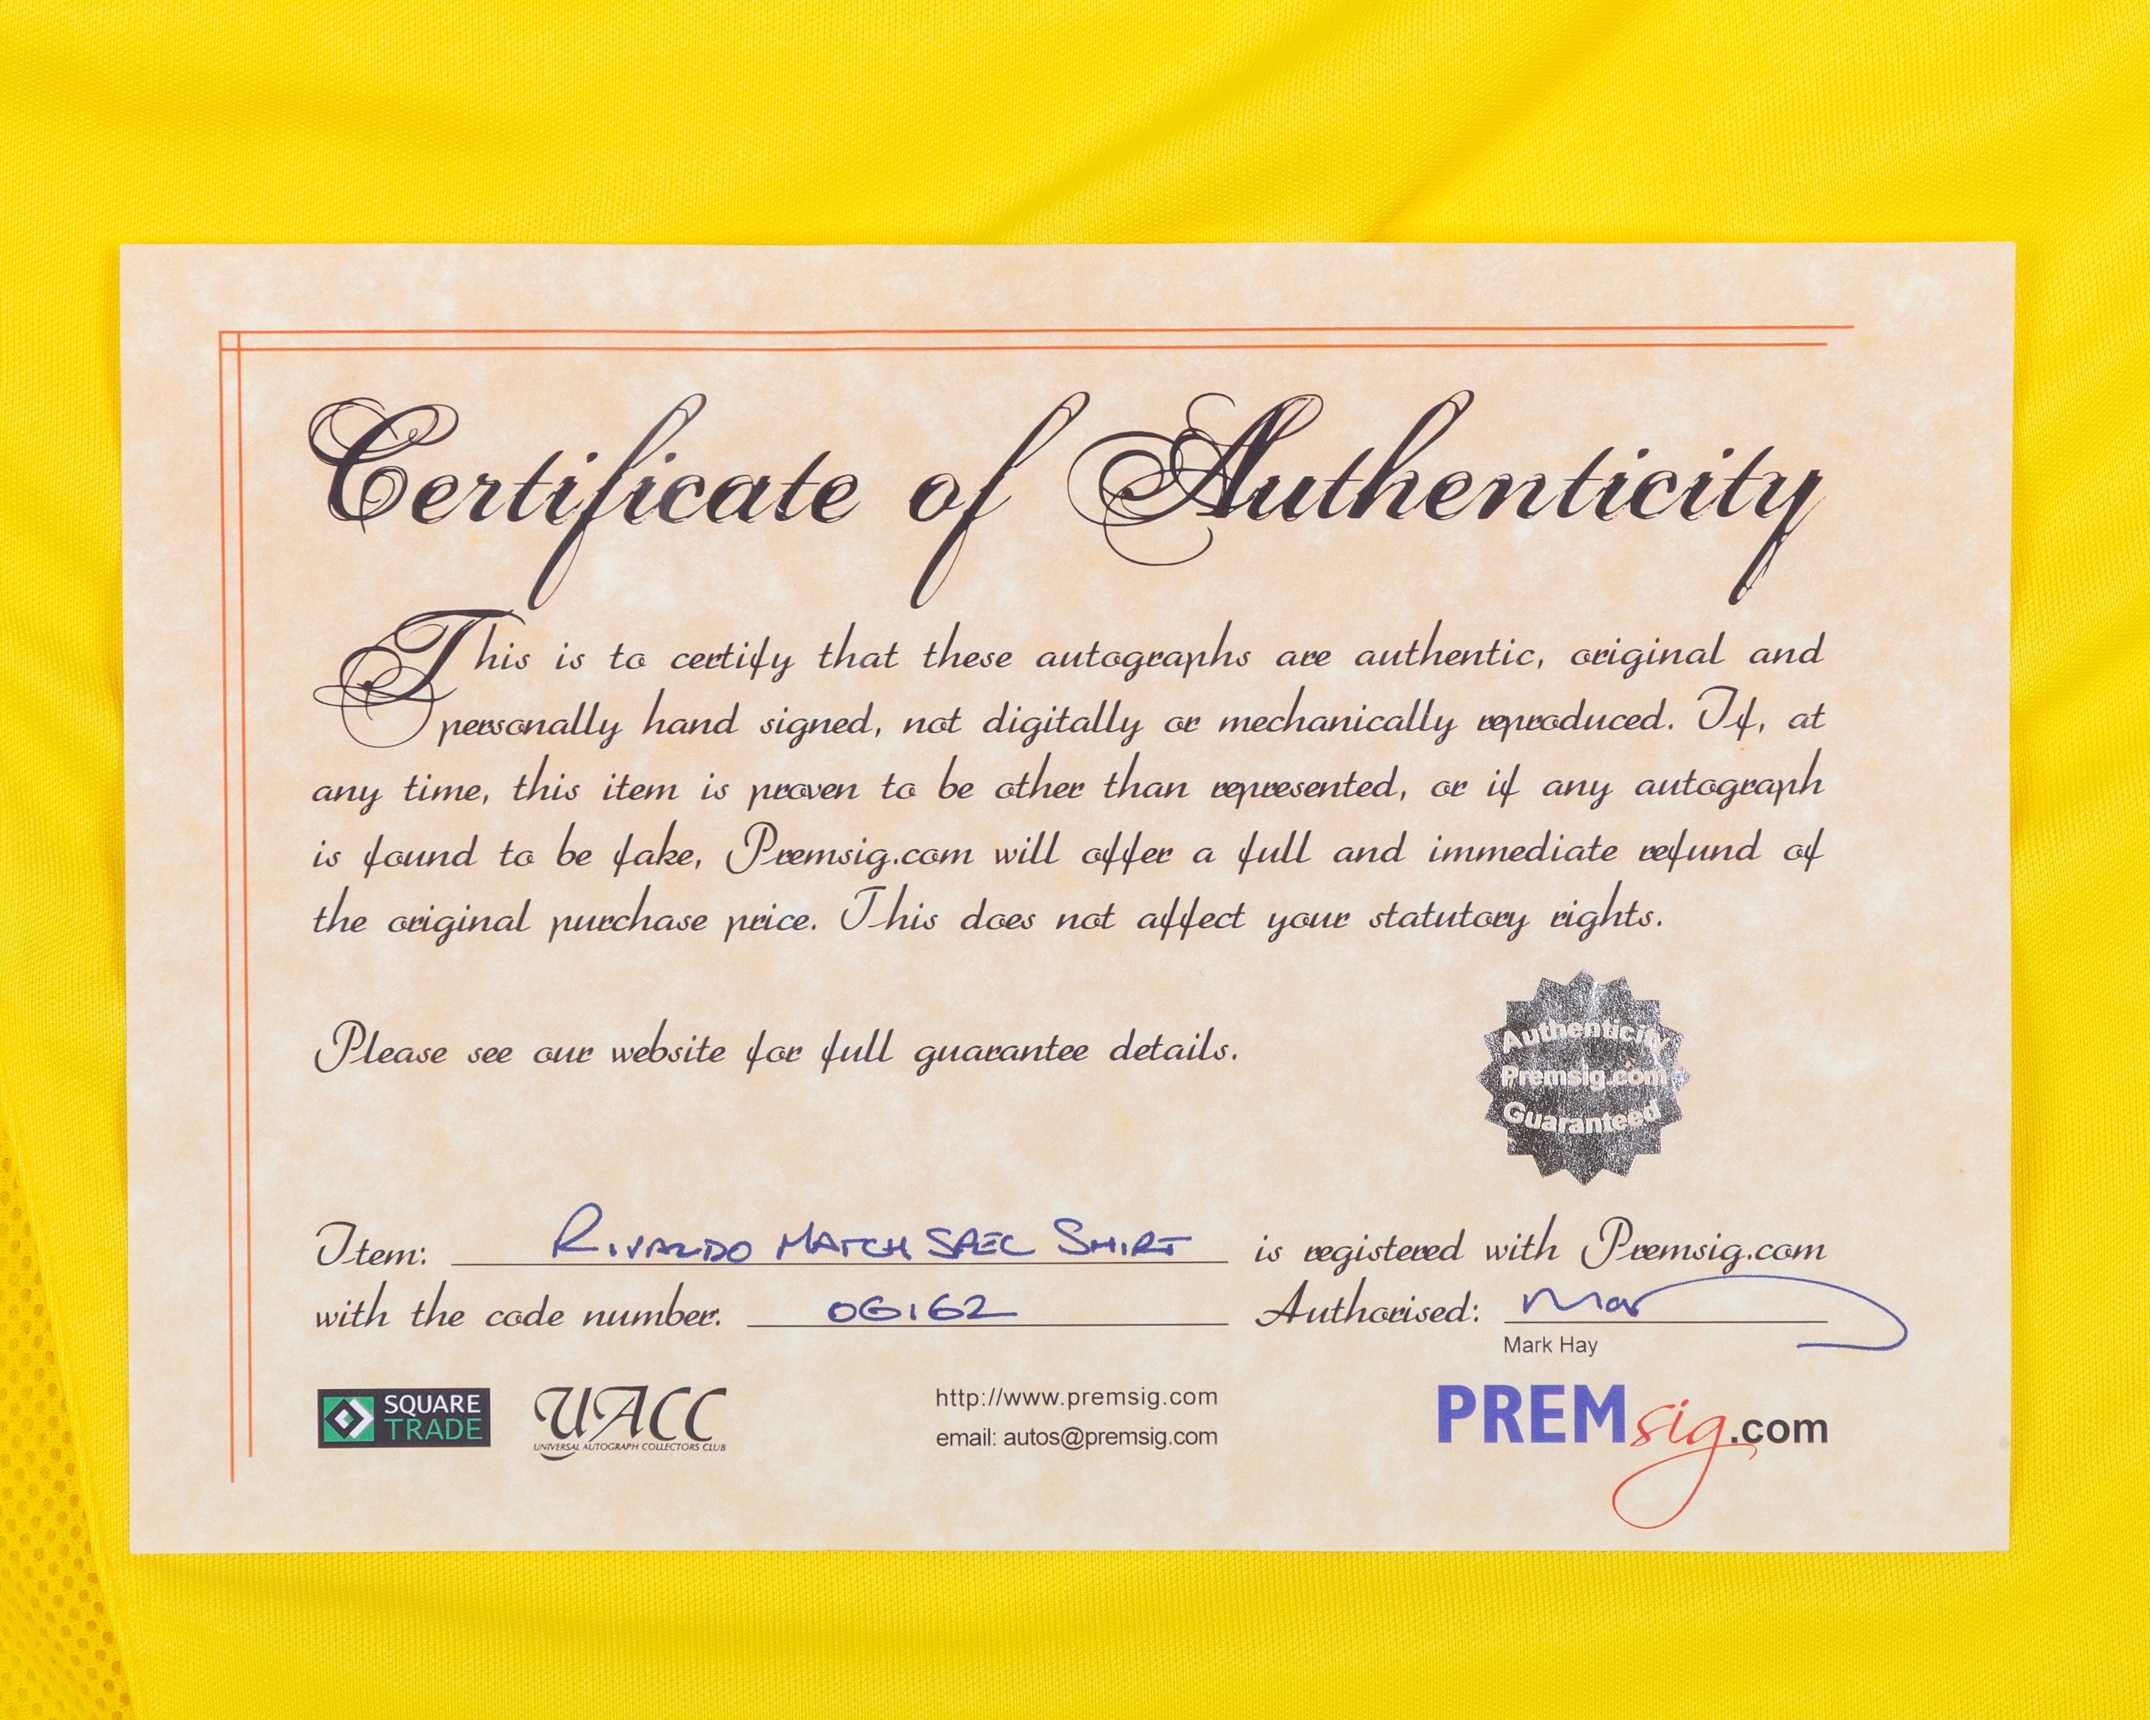 Certificate of Authenticity
This is to certify that these autographs are authentic, original and
personally hand signed, not digitally or mechanically reproduced. If, at
any time, this item is proven to be other than represented, or if any autograph
is found to be fake, Premsig.com will offer a full and immediate refund of
the original purchase price. This does not affect your statutory rights.
Please see our website for full guarantee details.
Authenticity
Premsig.com
Guaranteed
Item: RIVALDO MATCH SPEC SHIRT is registered with Premsig.com
with the code number. 0G162 Authorised:
Mark Hay
SQUARE
TRADE
UACC
UNIVERSAL AUTOGRAPH COLLECTORS CLUB
http://www.premsig.com
email: autos@premsig.com
PREMsig.com